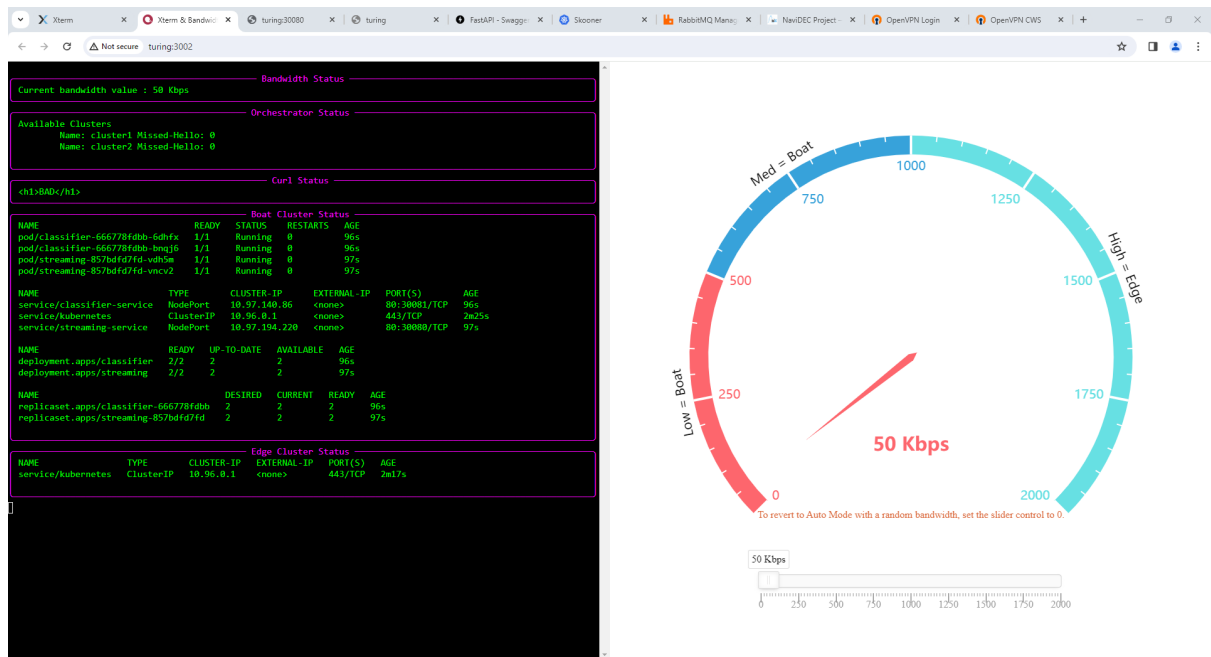 Xterm
Xterm & Bandwid
turing:30080
turing
FastAPI - Swagge
Skooner
RabbitMQ Manag
NaviDEC Project -
OpenVPN Login
OpenVPN CWS
Not secure turing:3002
Bandwidth Status
Current bandwidth value : 50 Kbps
Orchestrator Status
Available Clusters
Name: cluster1 Missed-Hello: 0
Name: cluster2 Missed-Hello: 0
Curl Status
<h1>BAD</h1>
Boat Cluster Status
NAME READY STATUS RESTARTS AGE
pod/classifier-666778fdbb-6dhfx 1/1 Running 0 96s
pod/classifier-666778fdbb-bnqj6 1/1 Running 0 96s
pod/streaming-857bdfd7fd-vdh5m 1/1 Running 0 97s
pod/streaming-857bdfd7fd-vncv2 1/1 Running 0 97s
NAME TYPE CLUSTER-IP EXTERNAL-IP PORT(S) AGE
service/classifier-service NodePort 10.97.140.86 <none> 80:30081/TCP 96s
service/kubernetes ClusterIP 10.96.0.1 <none> 443/TCP 2m25s
service/streaming-service NodePort 10.97.194.220 <none> 80:30080/TCP 97s
NAME READY UP-TO-DATE AVAILABLE AGE
deployment.apps/classifier 2/2 2 2 96s
deployment.apps/streaming 2/2 2 2 97s
NAME DESIRED CURRENT READY AGE
replicaset.apps/classifier-666778fdbb 2 2 2 96s
replicaset.apps/streaming-857bdfd7fd 2 2 2 97s
Edge Cluster Status
NAME TYPE CLUSTER-IP EXTERNAL-IP PORT(S) AGE
service/kubernetes ClusterIP 10.96.0.1 <none> 443/TCP 2m17s
Low = Boat
Med = Boat
High = Edge
0
250
500
750
1000
1250
1500
1750
2000
50 Kbps
To revert to Auto Mode with a random bandwidth, set the slider control to 0.
50 Kbps
0 250 500 750 1000 1250 1500 1750 2000